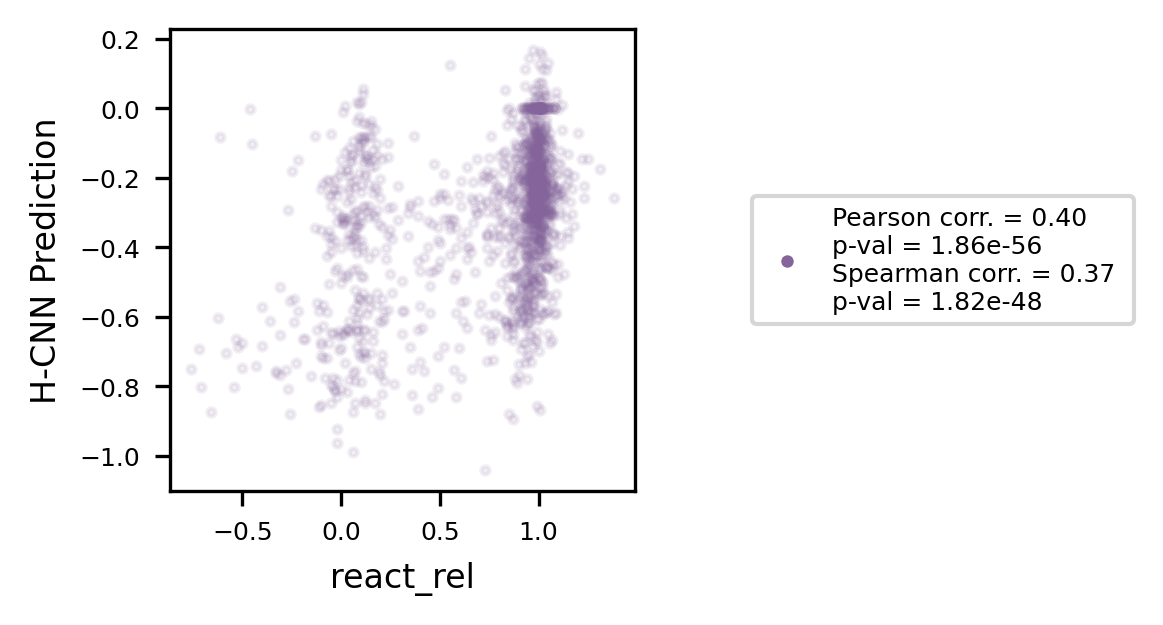 0.2
0.0
−0.2
−0.4
−0.6
−0.8
−1.0
H-CNN Prediction
−0.5 0.0 0.5 1.0
react_rel
Pearson corr. = 0.40
p-val = 1.86e-56
Spearman corr. = 0.37
p-val = 1.82e-48